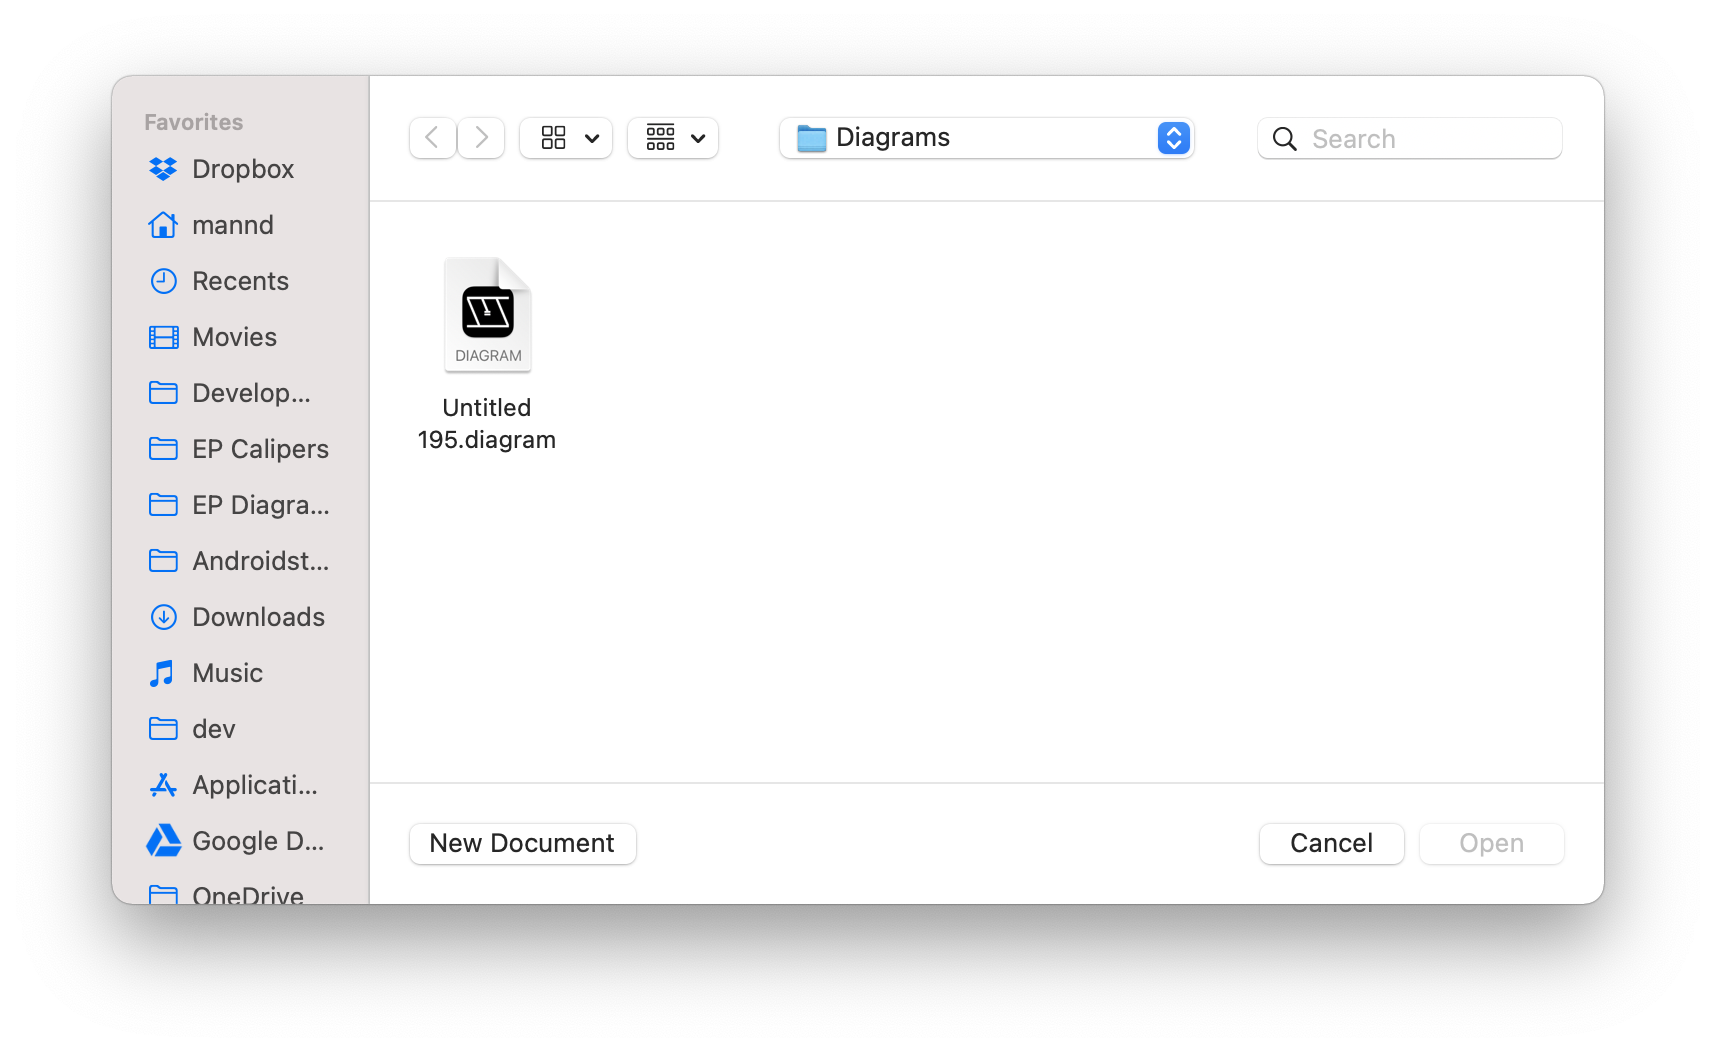 Favorites
Dropbox
mannd
Recents
Movies
Develop...
EP Calipers
EP Diagra...
Androidst...
Downloads
Music
dev
Applicati...
Google D...
OneDrive
Diagrams
Search
DIAGRAM
Untitled
195.diagram
New Document
Cancel
Open